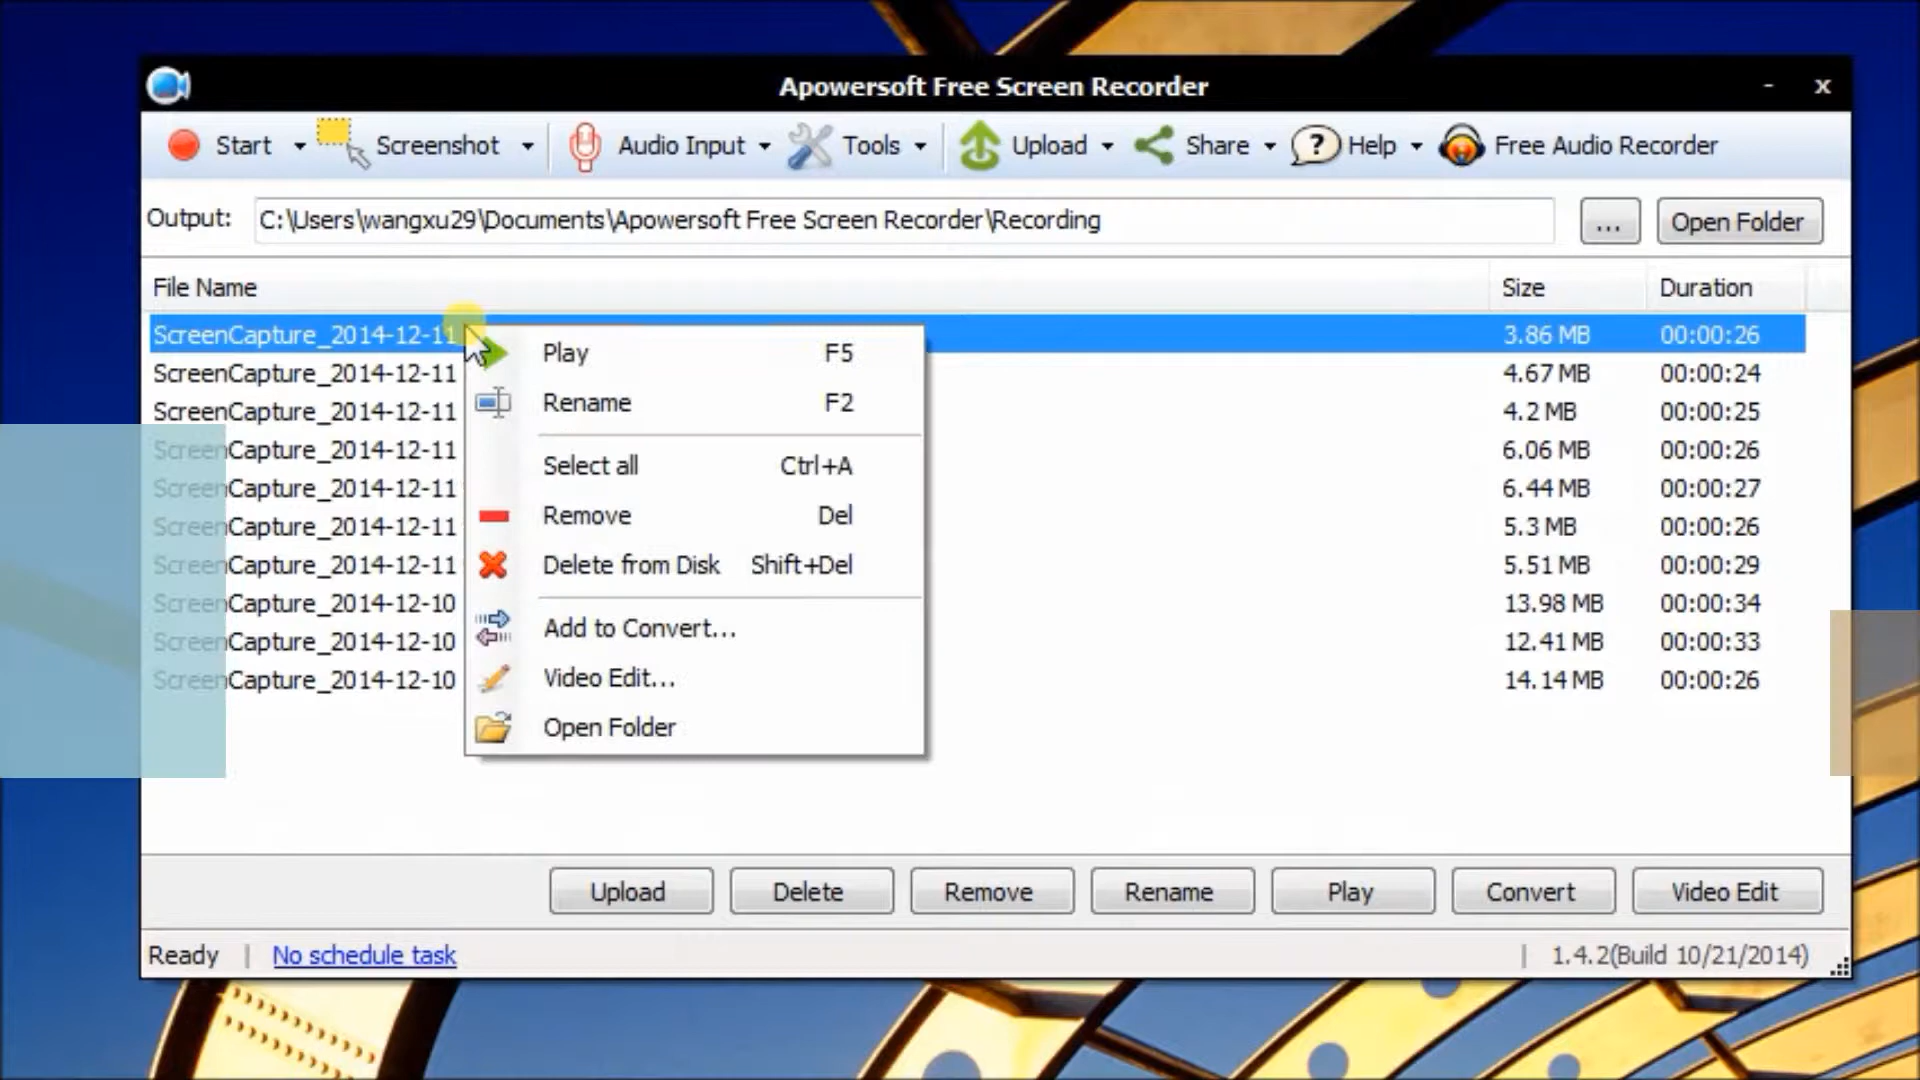 Apowersoft Free Screen Recorder - x
Start Screenshot Audio Input Tools Upload Share ? Help Free Audio Recorder
Output: C:\Users\wangxu29\Documents\Apowersoft Free Screen Recorder\Recording ... Open Folder
File Name Size Duration
ScreenCapture_2014-12-11 3.86 MB 00:00:26
ScreenCapture_2014-12-11 4.67 MB 00:00:24
ScreenCapture_2014-12-11 4.2 MB 00:00:25
ScreenCapture_2014-12-11 6.06 MB 00:00:26
ScreenCapture_2014-12-11 6.44 MB 00:00:27
ScreenCapture_2014-12-11 5.3 MB 00:00:26
ScreenCapture_2014-12-11 5.51 MB 00:00:29
ScreenCapture_2014-12-10 13.98 MB 00:00:34
ScreenCapture_2014-12-10 12.41 MB 00:00:33
ScreenCapture_2014-12-10 14.14 MB 00:00:26
Play F5
Rename F2
Select all Ctrl+A
Remove Del
Delete from Disk Shift+Del
Add to Convert...
Video Edit...
Open Folder
Upload Delete Remove Rename Play Convert Video Edit
Ready | No schedule task | 1.4.2(Build 10/21/2014)